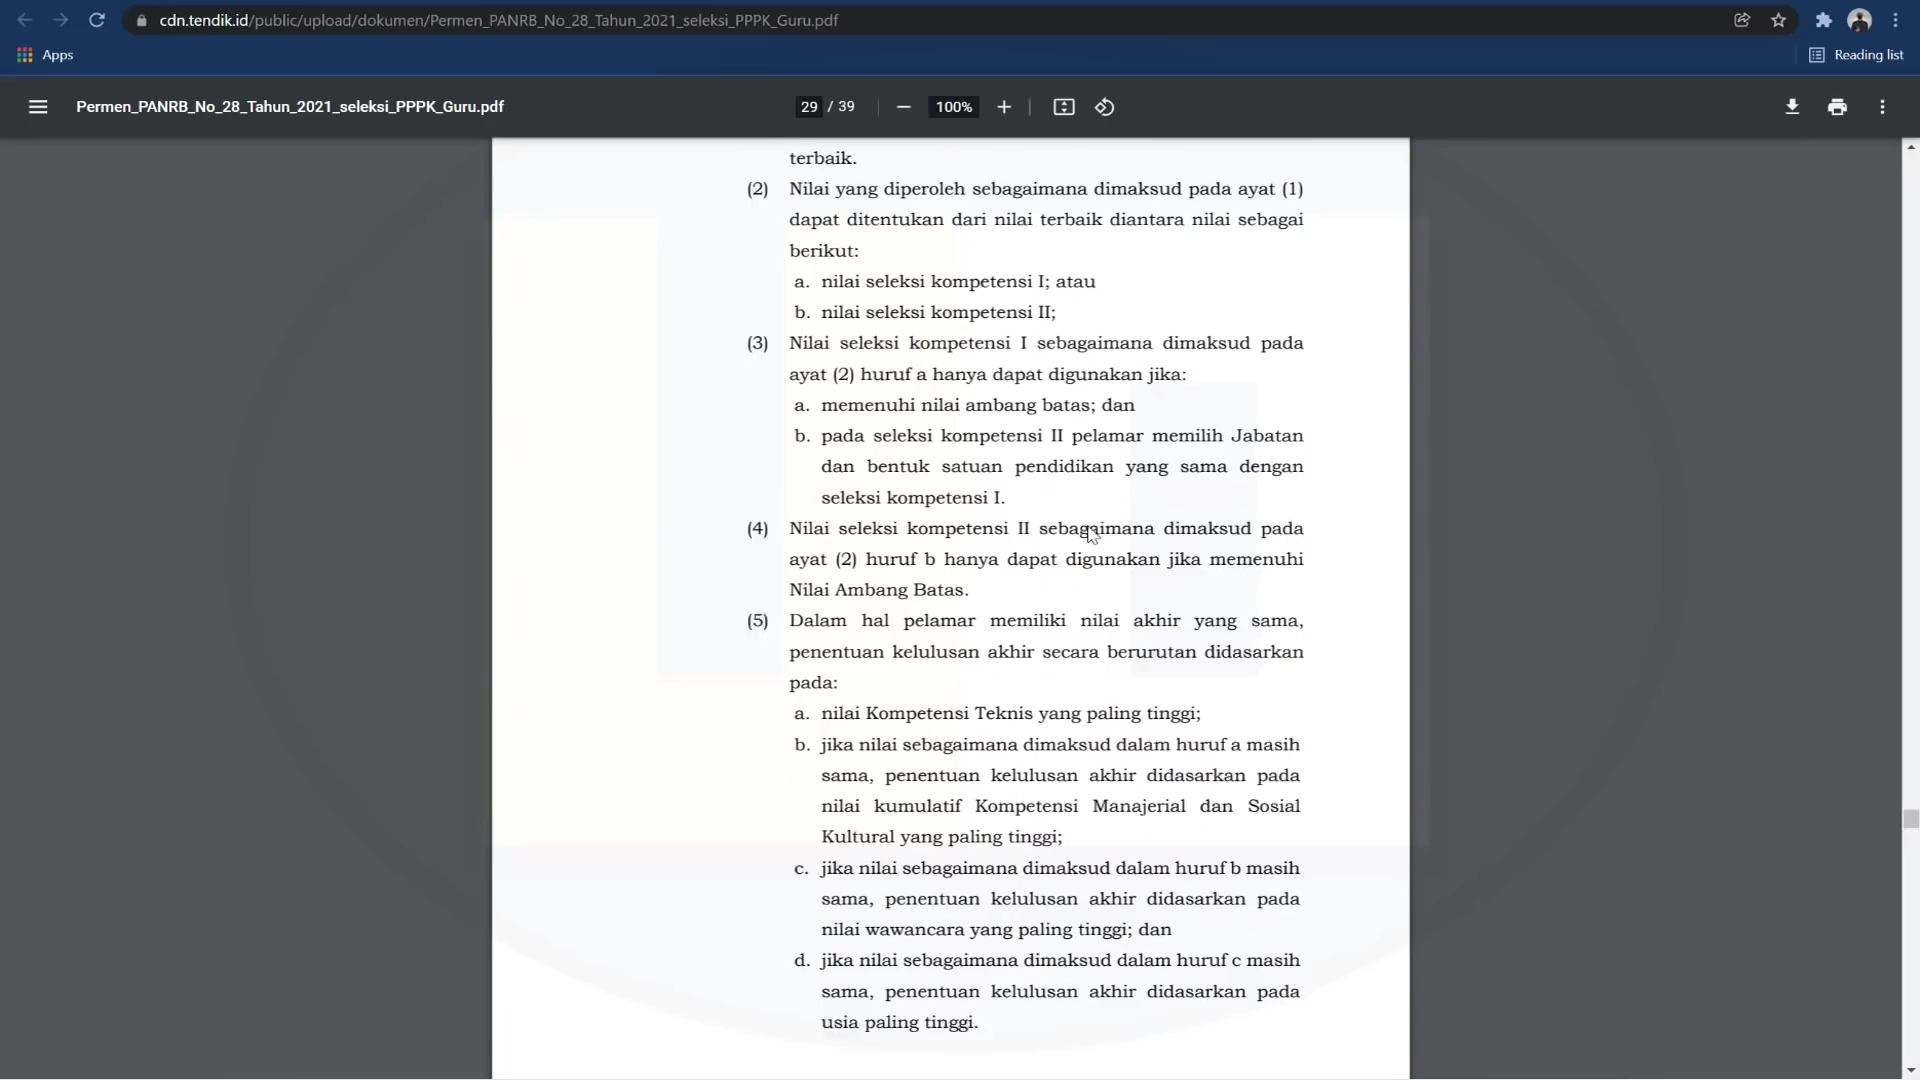 cdn.tendik.id/public/upload/dokumen/Permen_PANRB_No_28_Tahun_2021_seleksi_PPPK_Guru.pdf
Apps
Reading list
Permen_PANRB_No_28_Tahun_2021_seleksi_PPPK_Guru.pdf
29 / 39
100%
terbaik.
(2) Nilai yang diperoleh sebagaimana dimaksud pada ayat (1)
dapat ditentukan dari nilai terbaik diantara nilai sebagai
berikut:
a. nilai seleksi kompetensi I; atau
b. nilai seleksi kompetensi II;
(3) Nilai seleksi kompetensi I sebagaimana dimaksud pada
ayat (2) huruf a hanya dapat digunakan jika:
a. memenuhi nilai ambang batas; dan
b. pada seleksi kompetensi II pelamar memilih Jabatan
dan bentuk satuan pendidikan yang sama dengan
seleksi kompetensi I.
(4) Nilai seleksi kompetensi II sebagaimana dimaksud pada
ayat (2) huruf b hanya dapat digunakan jika memenuhi
Nilai Ambang Batas.
(5) Dalam hal pelamar memiliki nilai akhir yang sama,
penentuan kelulusan akhir secara berurutan didasarkan
pada:
a. nilai Kompetensi Teknis yang paling tinggi;
b. jika nilai sebagaimana dimaksud dalam huruf a masih
sama, penentuan kelulusan akhir didasarkan pada
nilai kumulatif Kompetensi Manajerial dan Sosial
Kultural yang paling tinggi;
c. jika nilai sebagaimana dimaksud dalam huruf b masih
sama, penentuan kelulusan akhir didasarkan pada
nilai wawancara yang paling tinggi; dan
d. jika nilai sebagaimana dimaksud dalam huruf c masih
sama, penentuan kelulusan akhir didasarkan pada
usia paling tinggi.